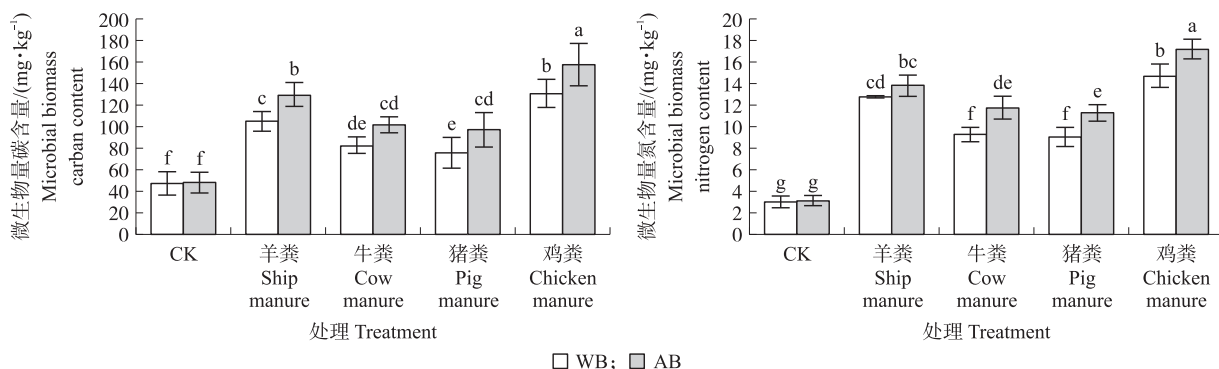 微生物量碳含量/(mg·kg⁻¹)
Microbial biomass
carban content
200
180
160
140
120
100
80
60
40
20
0
f
f
c
b
de
cd
e
cd
b
a
CK
羊粪
Ship
manure
牛粪
Cow
manure
猪粪
Pig
manure
鸡粪
Chicken
manure
处理 Treatment
微生物量氮含量/(mg·kg⁻¹)
Microbial biomass
nitrogen content
20
18
16
14
12
10
8
6
4
2
0
g
g
cd
bc
f
de
f
e
b
a
CK
羊粪
Ship
manure
牛粪
Cow
manure
猪粪
Pig
manure
鸡粪
Chicken
manure
处理 Treatment
WB； AB